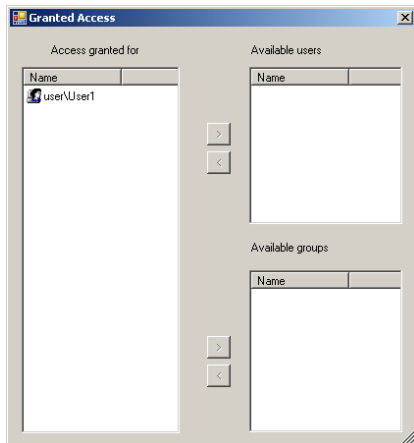 Granted Access
Access granted for
Available users
Name
user\User1
Name
>
<
Available groups
Name
>
<